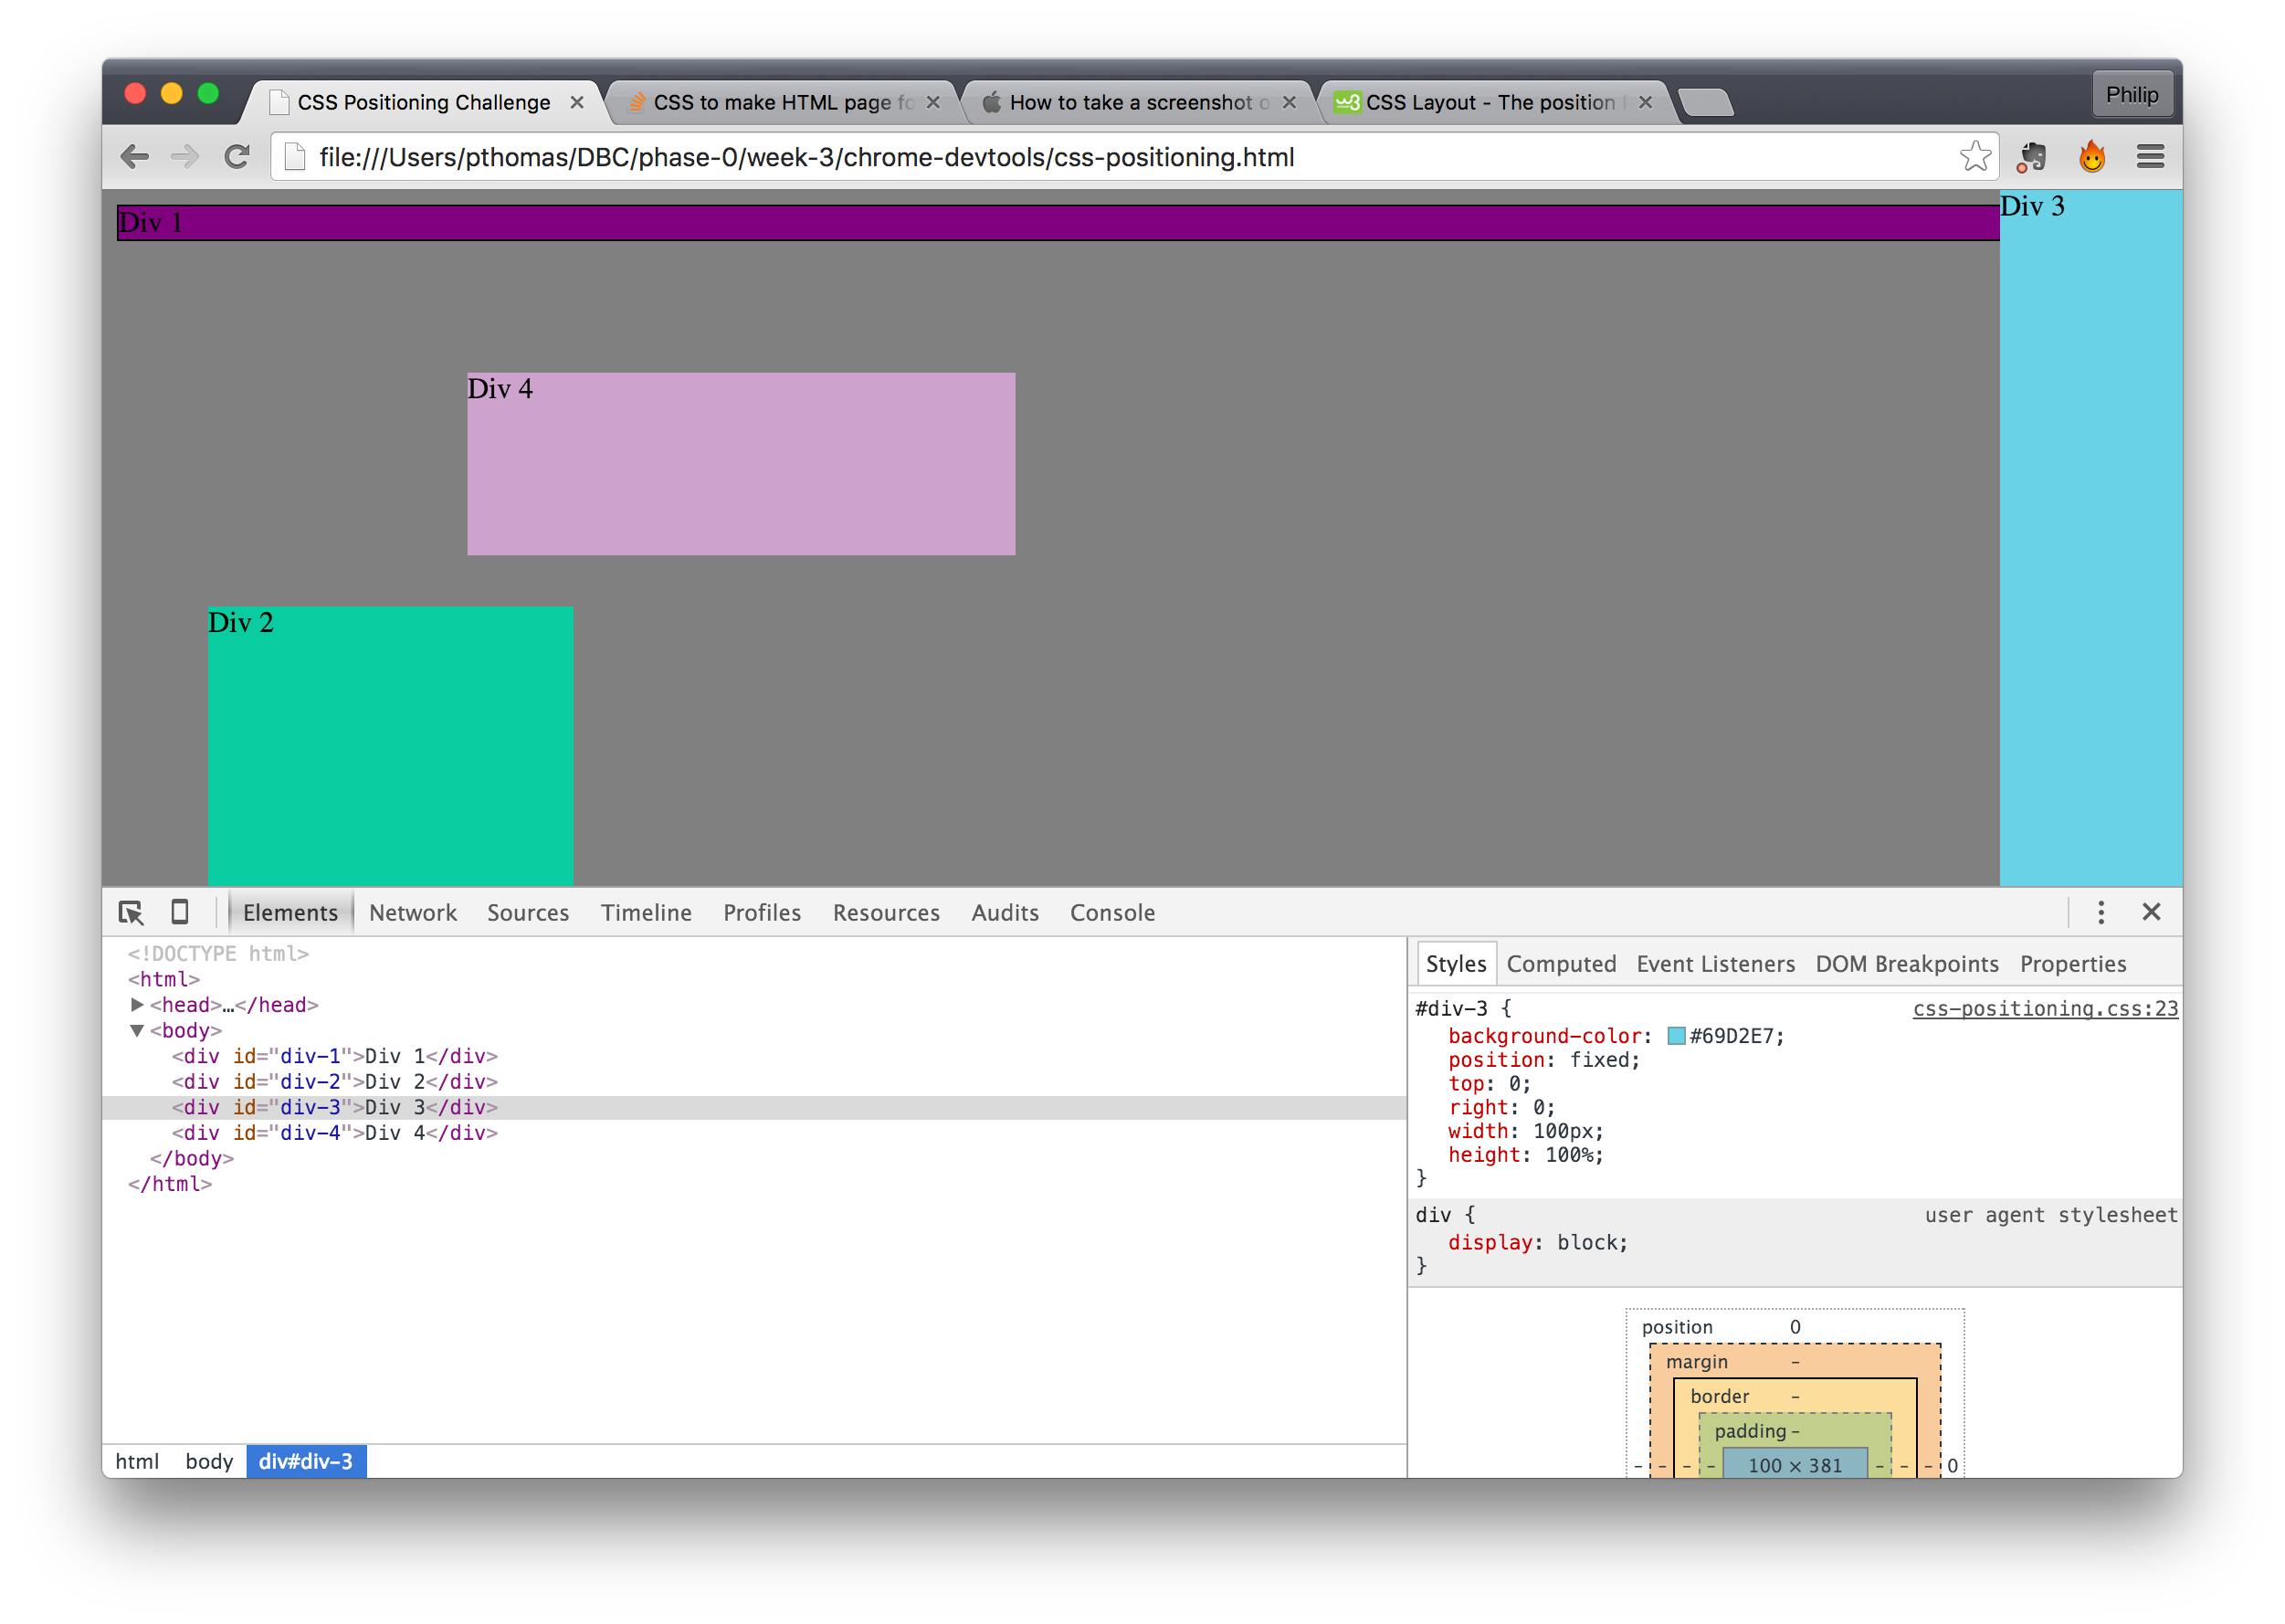 CSS Positioning Challenge
CSS to make HTML page fo
How to take a screenshot o
w3 CSS Layout - The position
Philip
file:///Users/pthomas/DBC/phase-0/week-3/chrome-devtools/css-positioning.html
Div 1
Div 3
Div 4
Div 2
Elements Network Sources Timeline Profiles Resources Audits Console
<!DOCTYPE html>
<html>
<head>…</head>
<body>
<div id="div-1">Div 1</div>
<div id="div-2">Div 2</div>
<div id="div-3">Div 3</div>
<div id="div-4">Div 4</div>
</body>
</html>
html body div#div-3
Styles Computed Event Listeners DOM Breakpoints Properties
#div-3 { css-positioning.css:23
background-color: #69D2E7;
position: fixed;
top: 0;
right: 0;
width: 100px;
height: 100%;
}
div { user agent stylesheet
display: block;
}
position 0
margin -
border -
padding -
- - - - 100 × 381 - - - 0